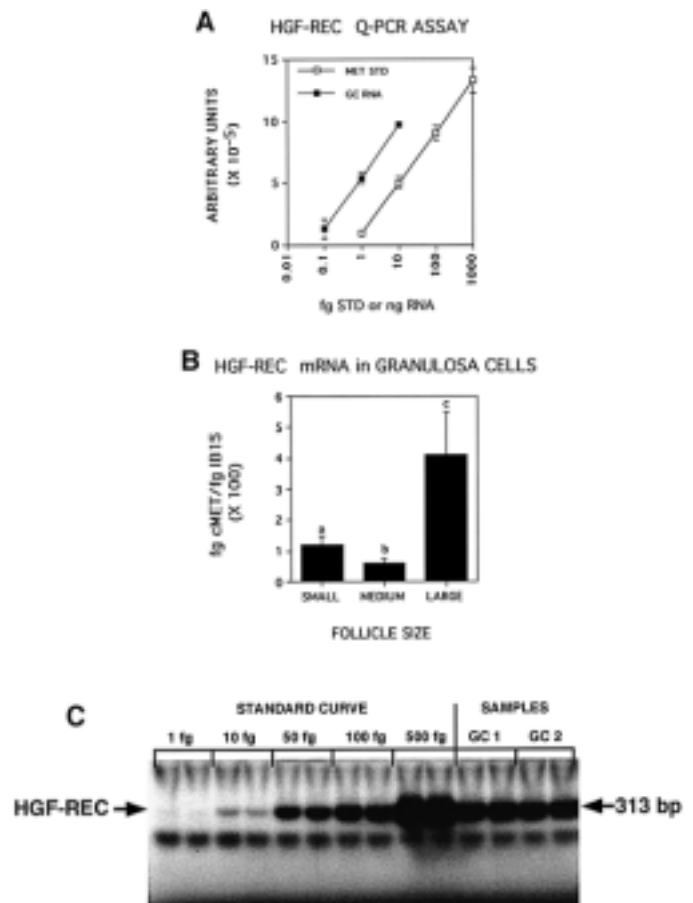 A HGF-REC Q-PCR ASSAY
ARBITRARY UNITS
(X 10⁻⁵)
15
10
5
0
MET STD
GC RNA
0.01
0.1
1
10
100
1000
fg STD or ng RNA
B HGF-REC mRNA in GRANULOSA CELLS
fg cMET/fg IB15
(X 100)
6
5
4
3
2
1
0
a
b
c
SMALL MEDIUM LARGE
FOLLICLE SIZE
C STANDARD CURVE SAMPLES
1 fg 10 fg 50 fg 100 fg 500 fg GC 1 GC 2
HGF-REC 313 bp